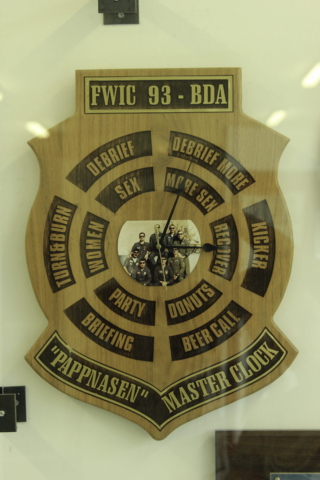 FWIC 93 - BDA
DEBRIEF
DEBRIEF MORE
SEX
MORE SEX
TURN&BURN
WOMEN
RECOVER
KICKER
PARTY
DONUTS
BRIEFING
BEER CALL
"PAPPNASEN" MASTER CLOCK